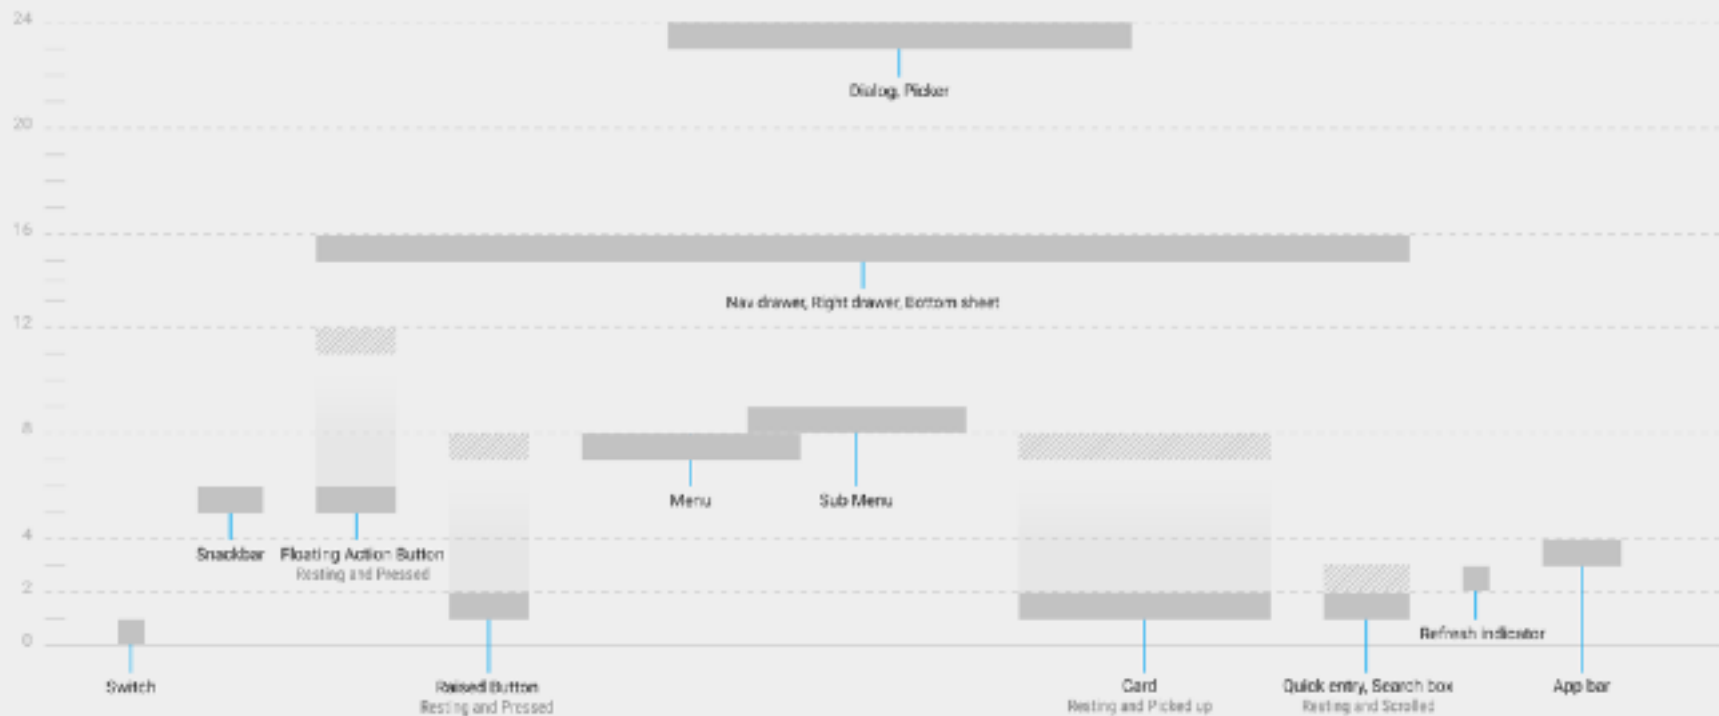 24
Dialog, Picker
20
16
Nav drawer, Right drawer, Bottom sheet
12
8
Menu
Sub Menu
4
Snackbar
Floating Action Button
Resting and Pressed
2
Refresh indicator
0
Switch
Raised Button
Resting and Pressed
Card
Resting and Picked up
Quick entry, Search box
Resting and Scrolled
App bar